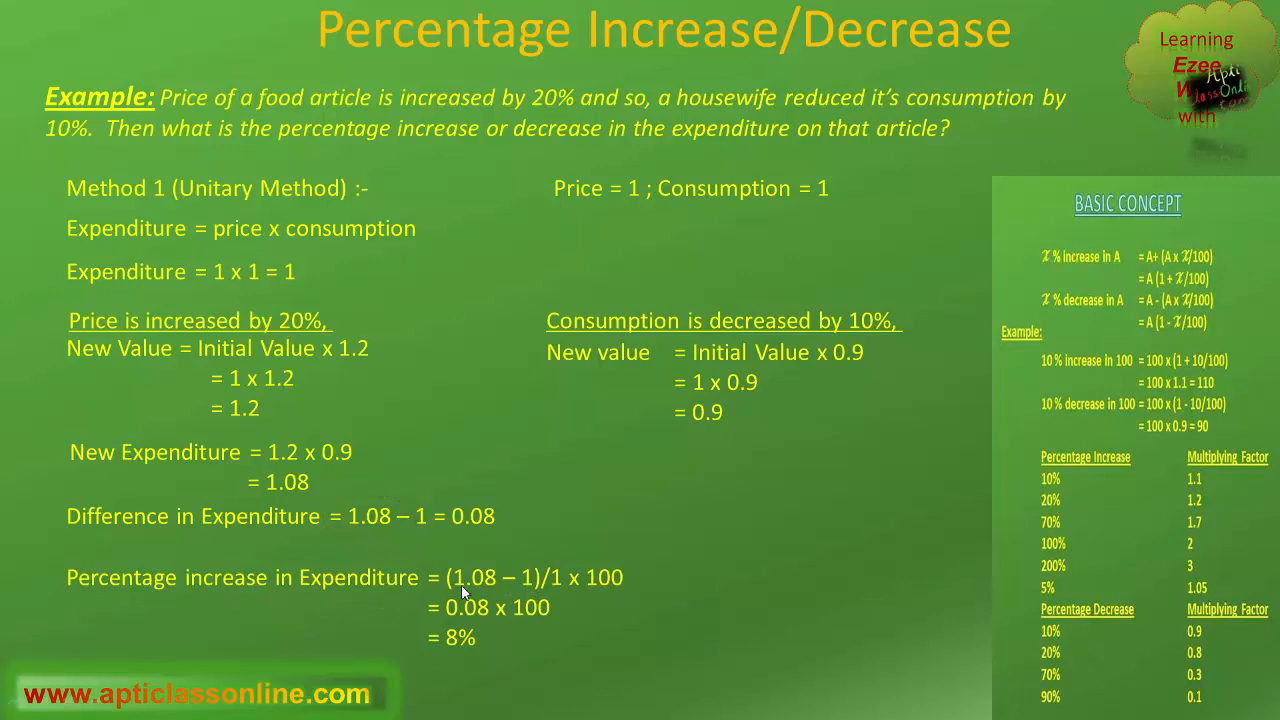 Percentage Increase/Decrease
Learning
Ezee
Apti
Class Onli
with
Example: Price of a food article is increased by 20% and so, a housewife reduced it’s consumption by
10%. Then what is the percentage increase or decrease in the expenditure on that article?
Method 1 (Unitary Method) :-
Price = 1 ; Consumption = 1
Expenditure = price x consumption
Expenditure = 1 x 1 = 1
Price is increased by 20%,
New Value = Initial Value x 1.2
= 1 x 1.2
= 1.2
Consumption is decreased by 10%,
New value = Initial Value x 0.9
= 1 x 0.9
= 0.9
New Expenditure = 1.2 x 0.9
= 1.08
Difference in Expenditure = 1.08 – 1 = 0.08
Percentage increase in Expenditure = (1.08 – 1)/1 x 100
= 0.08 x 100
= 8%
BASIC CONCEPT
𝒳 % increase in A = A+ (A x 𝒳/100)
= A (1 + 𝒳/100)
𝒳 % decrease in A = A - (A x 𝒳/100)
= A (1 - 𝒳/100)
Example:
10 % increase in 100 = 100 x (1 + 10/100)
= 100 x 1.1 = 110
10 % decrease in 100 = 100 x (1 - 10/100)
= 100 x 0.9 = 90
Percentage Increase Multiplying Factor
10% 1.1
20% 1.2
70% 1.7
100% 2
200% 3
5% 1.05
Percentage Decrease Multiplying Factor
10% 0.9
20% 0.8
70% 0.3
90% 0.1
www.apticlassonline.com